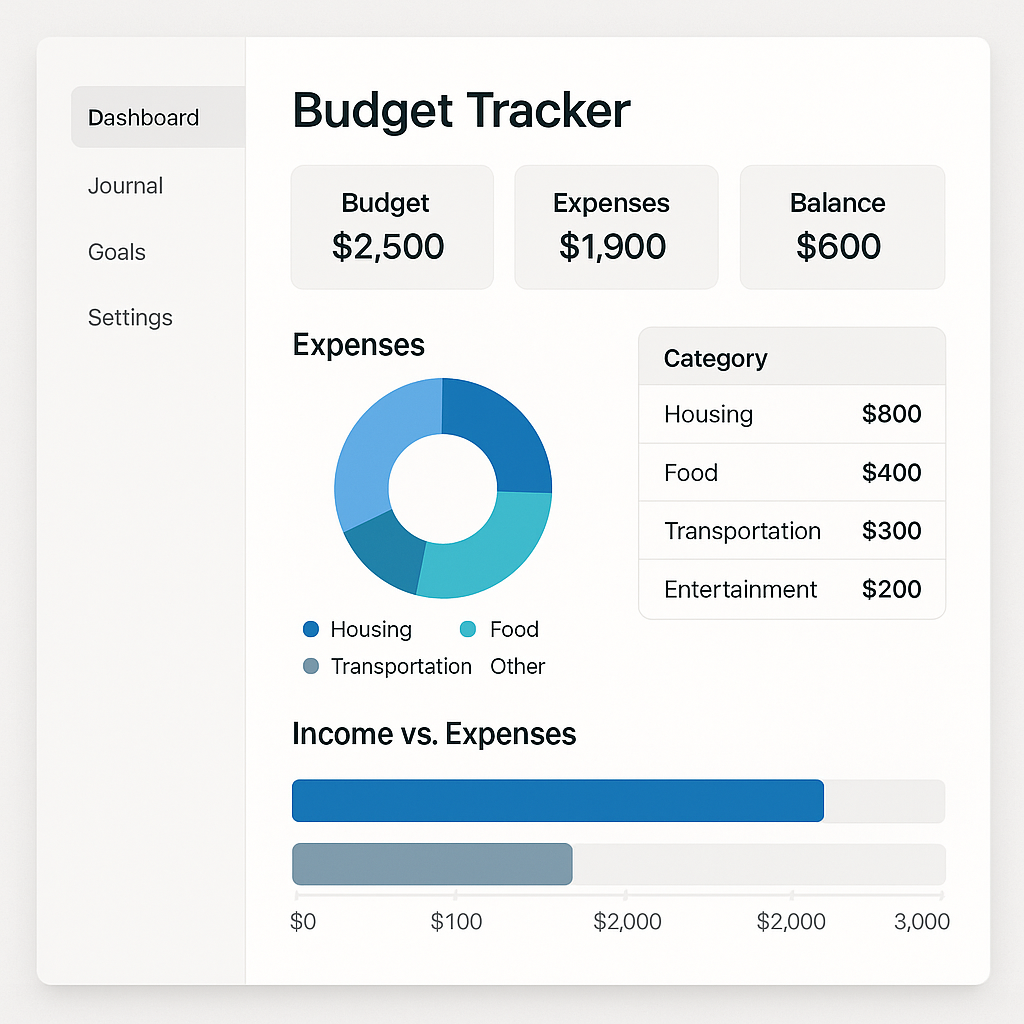 Dashboard
Journal
Goals
Settings
Budget Tracker
Budget
$2,500
Expenses
$1,900
Balance
$600
Expenses
Housing
Food
Transportation
Other
Category
Housing $800
Food $400
Transportation $300
Entertainment $200
Income vs. Expenses
$0 $100 $2,000 $2,000 3,000